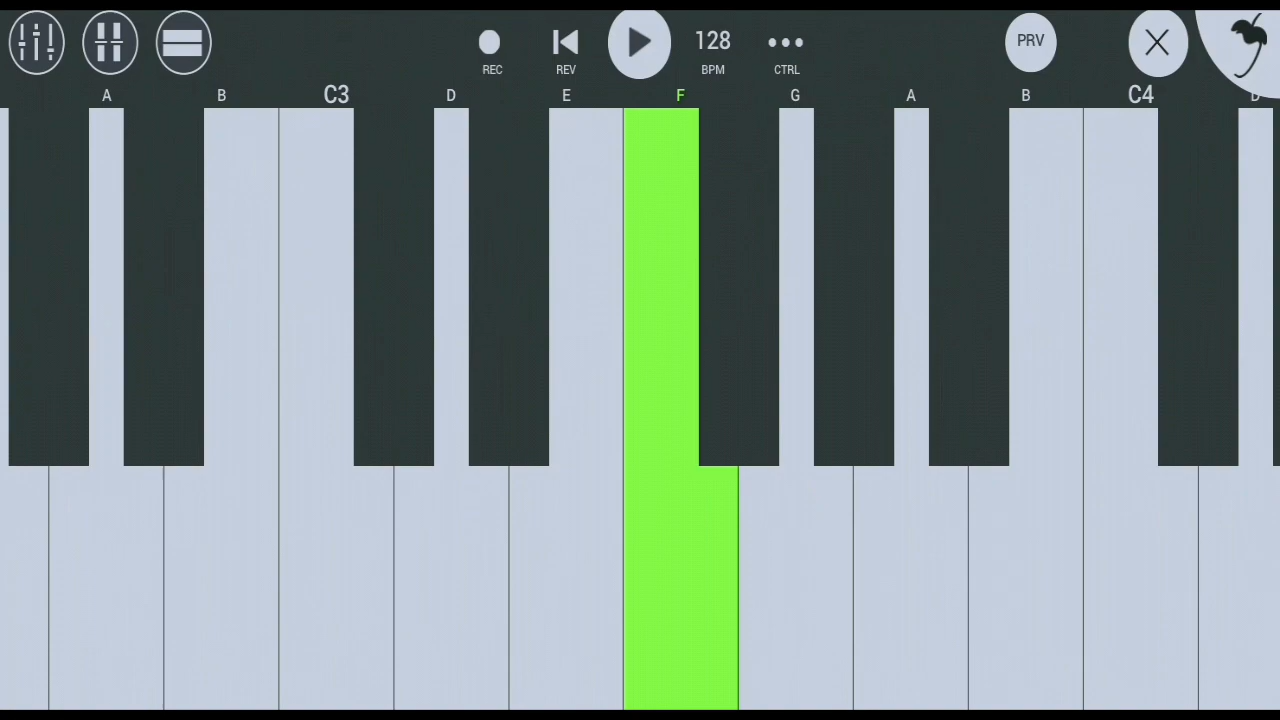 128
PRV
REC REV BPM CTRL
A B C3 D E F G A B C4 D